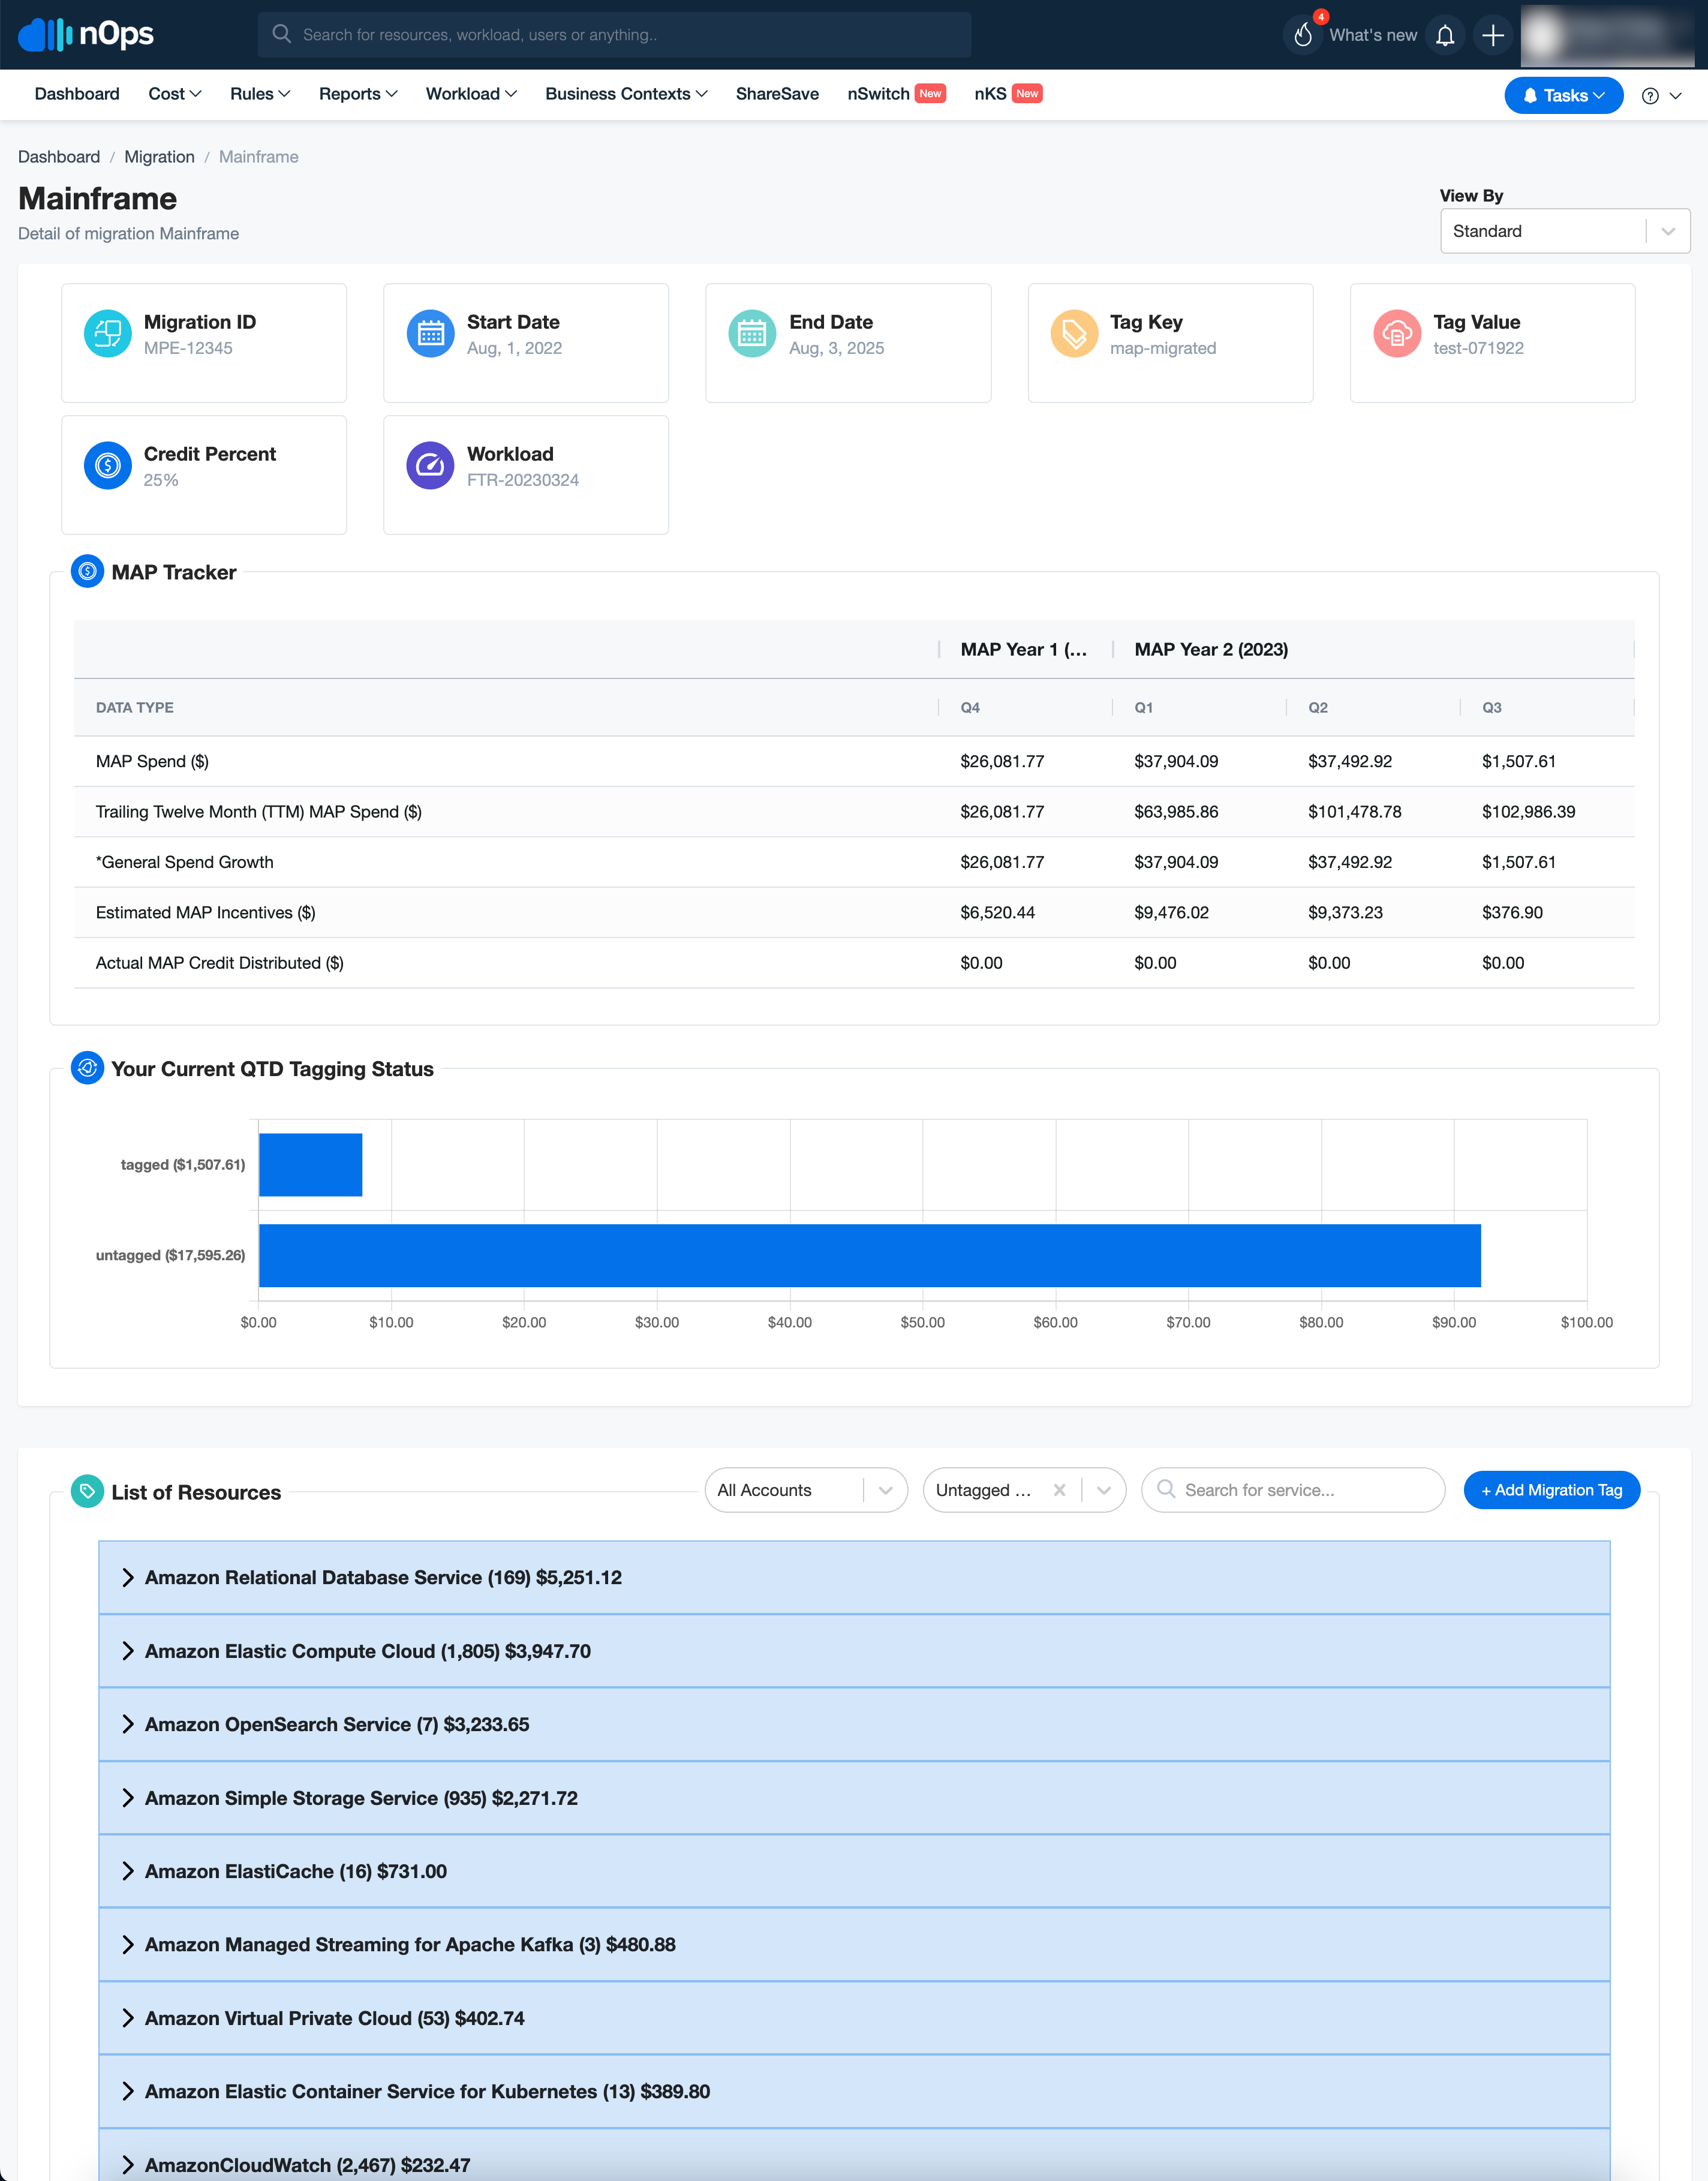 nOps
Search for resources, workload, users or anything..
4
What's new
Dashboard Cost Rules Reports Workload Business Contexts ShareSave nSwitch New nKS New
Tasks
?
Dashboard / Migration / Mainframe
Mainframe
Detail of migration Mainframe
View By
Standard
Migration ID
MPE-12345
Start Date
Aug, 1, 2022
End Date
Aug, 3, 2025
Tag Key
map-migrated
Tag Value
test-071922
Credit Percent
25%
Workload
FTR-20230324
MAP Tracker
MAP Year 1 (... MAP Year 2 (2023)
DATA TYPE Q4 Q1 Q2 Q3
MAP Spend ($) $26,081.77 $37,904.09 $37,492.92 $1,507.61
Trailing Twelve Month (TTM) MAP Spend ($) $26,081.77 $63,985.86 $101,478.78 $102,986.39
*General Spend Growth $26,081.77 $37,904.09 $37,492.92 $1,507.61
Estimated MAP Incentives ($) $6,520.44 $9,476.02 $9,373.23 $376.90
Actual MAP Credit Distributed ($) $0.00 $0.00 $0.00 $0.00
Your Current QTD Tagging Status
tagged ($1,507.61)
untagged ($17,595.26)
$0.00 $10.00 $20.00 $30.00 $40.00 $50.00 $60.00 $70.00 $80.00 $90.00 $100.00
List of Resources
All Accounts
Untagged ...
Search for service...
+ Add Migration Tag
Amazon Relational Database Service (169) $5,251.12
Amazon Elastic Compute Cloud (1,805) $3,947.70
Amazon OpenSearch Service (7) $3,233.65
Amazon Simple Storage Service (935) $2,271.72
Amazon ElastiCache (16) $731.00
Amazon Managed Streaming for Apache Kafka (3) $480.88
Amazon Virtual Private Cloud (53) $402.74
Amazon Elastic Container Service for Kubernetes (13) $389.80
AmazonCloudWatch (2,467) $232.47